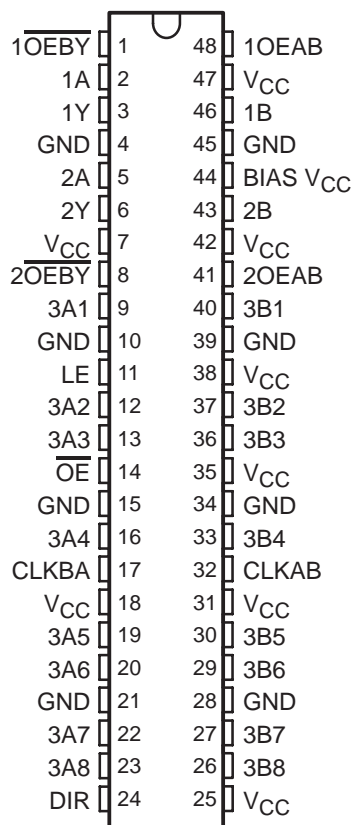 1O̅E̅B̅Y̅ 1 48 1OEAB
1A 2 47 VCC
1Y 3 46 1B
GND 4 45 GND
2A 5 44 BIAS VCC
2Y 6 43 2B
VCC 7 42 VCC
2O̅E̅B̅Y̅ 8 41 2OEAB
3A1 9 40 3B1
GND 10 39 GND
LE 11 38 VCC
3A2 12 37 3B2
3A3 13 36 3B3
O̅E̅ 14 35 VCC
GND 15 34 GND
3A4 16 33 3B4
CLKBA 17 32 CLKAB
VCC 18 31 VCC
3A5 19 30 3B5
3A6 20 29 3B6
GND 21 28 GND
3A7 22 27 3B7
3A8 23 26 3B8
DIR 24 25 VCC